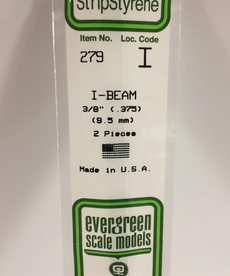 StripStyrene
Item No. Loc. Code
279 I
I-BEAM
3/8" (.375)
(9.5 mm)
2 Pieces
Made in U.S.A.
evergreen
scale models